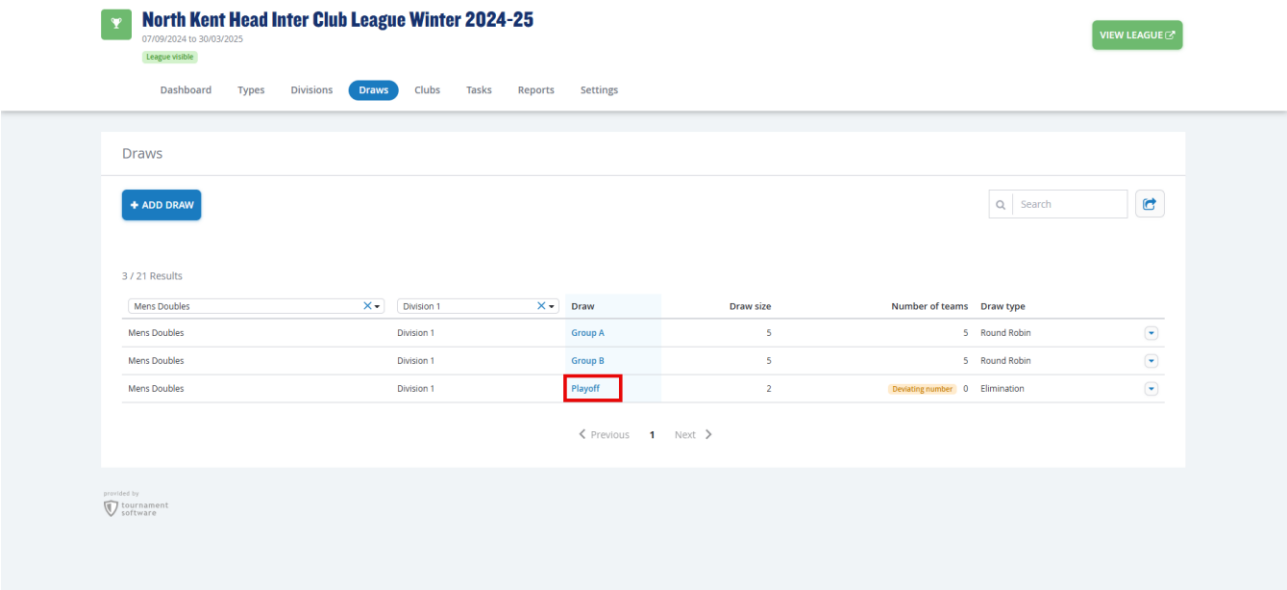 North Kent Head Inter Club League Winter 2024-25
07/09/2024 to 30/03/2025
League visible
VIEW LEAGUE
Dashboard Types Divisions Draws Clubs Tasks Reports Settings
Draws
+ ADD DRAW
Search
3 / 21 Results
Mens Doubles Division 1 Draw Draw size Number of teams Draw type
Mens Doubles Division 1 Group A 5 5 Round Robin
Mens Doubles Division 1 Group B 5 5 Round Robin
Mens Doubles Division 1 Playoff 2 Deviating number 0 Elimination
Previous 1 Next
provided by
tournament
software